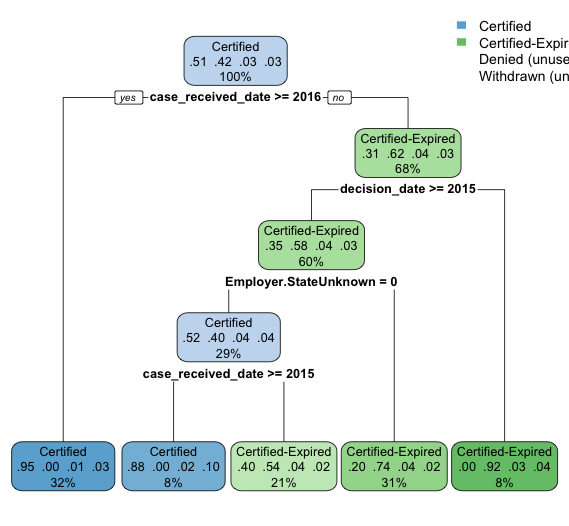 Certified
Certified-Expir
Denied (unuse
Withdrawn (un
Certified
.51 .42 .03 .03
100%
yes case_received_date >= 2016 no
Certified-Expired
.31 .62 .04 .03
68%
decision_date >= 2015
Certified-Expired
.35 .58 .04 .03
60%
Employer.StateUnknown = 0
Certified
.52 .40 .04 .04
29%
case_received_date >= 2015
Certified
.95 .00 .01 .03
32%
Certified
.88 .00 .02 .10
8%
Certified-Expired
.40 .54 .04 .02
21%
Certified-Expired
.20 .74 .04 .02
31%
Certified-Expired
.00 .92 .03 .04
8%